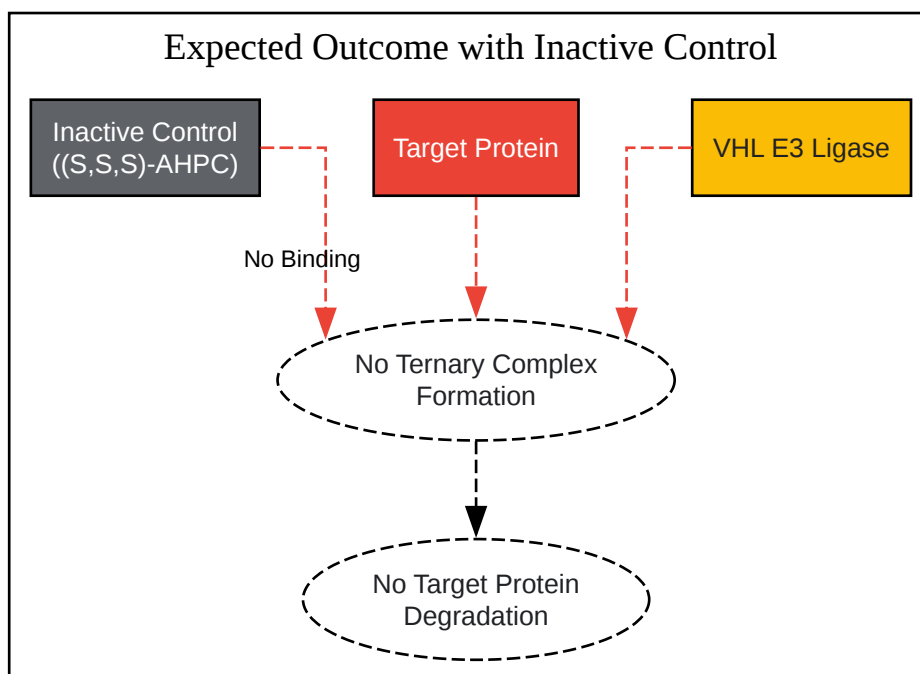 Expected Outcome with Inactive Control
Inactive Control
((S,S,S)-AHPC)
Target Protein
VHL E3 Ligase
No Binding
No Ternary Complex
Formation
No Target Protein
Degradation